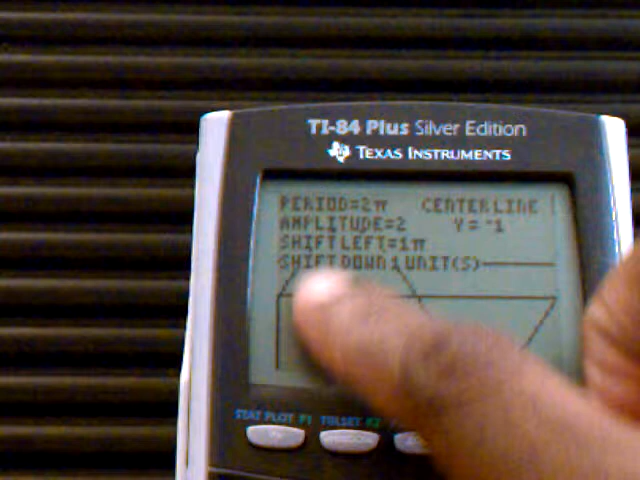 TI-84 Plus Silver Edition
TEXAS INSTRUMENTS
PERIOD=2π CENTERLINE
AMPLITUDE=2 Y=-1
SHIFT LEFT=1π
SHIFT DOWN 1 UNIT(S)
STAT PLOT F1 TBLSET F2